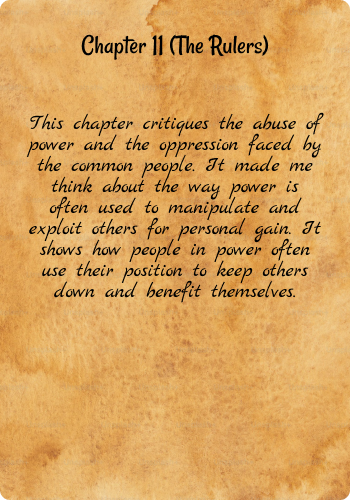 Chapter 11 (The Rulers)
This chapter critiques the abuse of
power and the oppression faced by
the common people. It made me
think about the way power is
often used to manipulate and
exploit others for personal gain. It
shows how people in power often
use their position to keep others
down and benefit themselves.